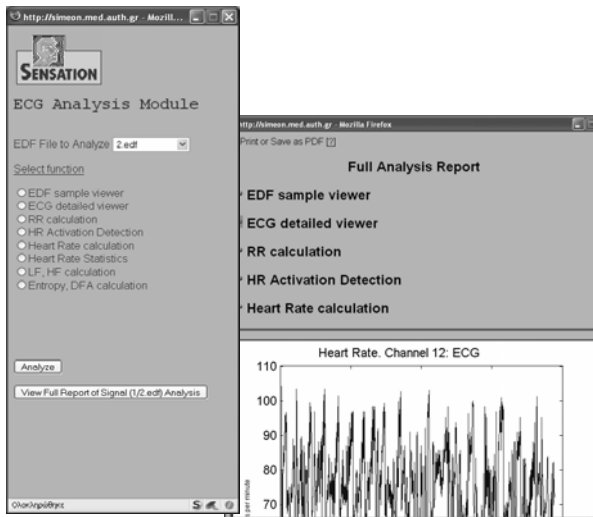 http://simeon.med.auth.gr - Mozill...
SENSATION
ECG Analysis Module
EDF File to Analyze 2.edf
Select function
EDF sample viewer
ECG detailed viewer
RR calculation
HR Activation Detection
Heart Rate calculation
Heart Rate Statistics
LF, HF calculation
Entropy, DFA calculation
Analyze
View Full Report of Signal (1/2.edf) Analysis
Ολοκληρώθηκε
http://simeon.med.auth.gr - Mozilla Firefox
Print or Save as PDF [?]
Full Analysis Report
EDF sample viewer
ECG detailed viewer
RR calculation
HR Activation Detection
Heart Rate calculation
Heart Rate. Channel 12: ECG
110
100
90
80
70
per minute